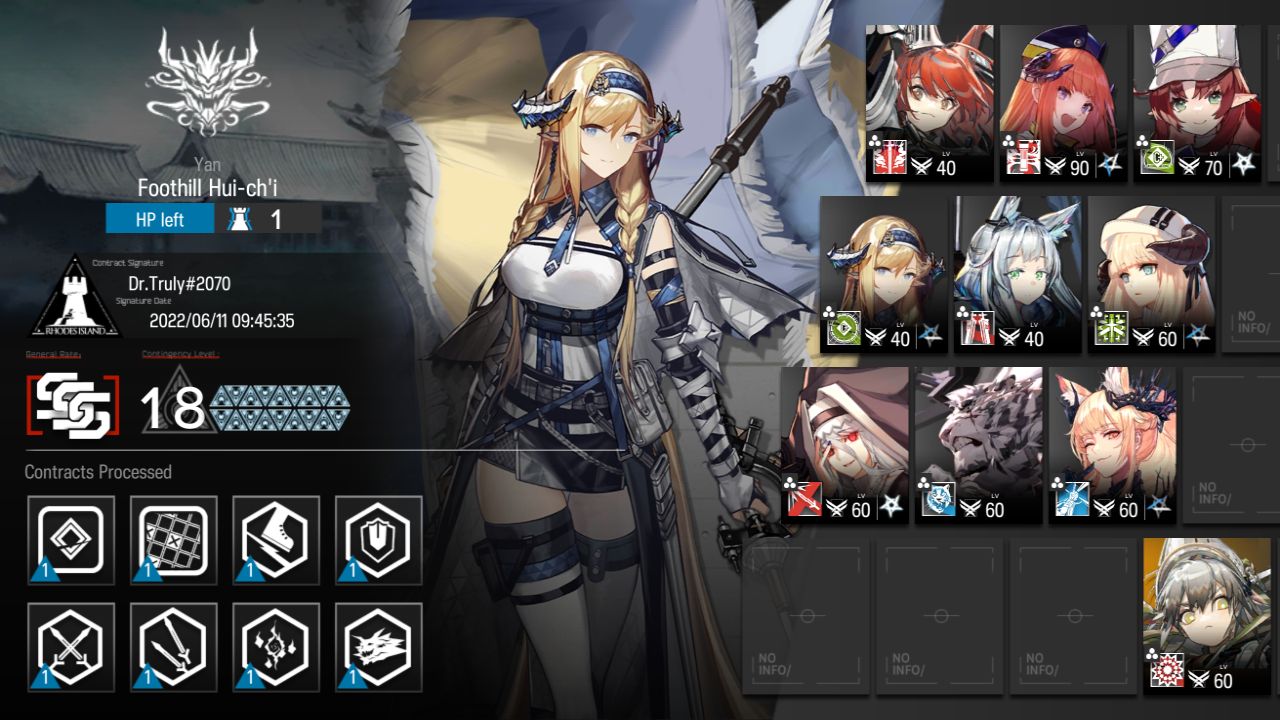 Yan
Foothill Hui-ch'i
HP left
1
Contract Signature
Dr.Truly#2070
Signature Date
2022/06/11 09:45:35
RHODES ISLAND
General Rate:
Contingency Level :
SSS
18
Contracts Processed
1
1
1
1
1
1
1
1
LV
40
LV
90
LV
70
LV
40
LV
40
LV
60
NO
INFO/
LV
60
LV
60
LV
60
NO
INFO/
NO
INFO/
NO
INFO/
NO
INFO/
LV
60